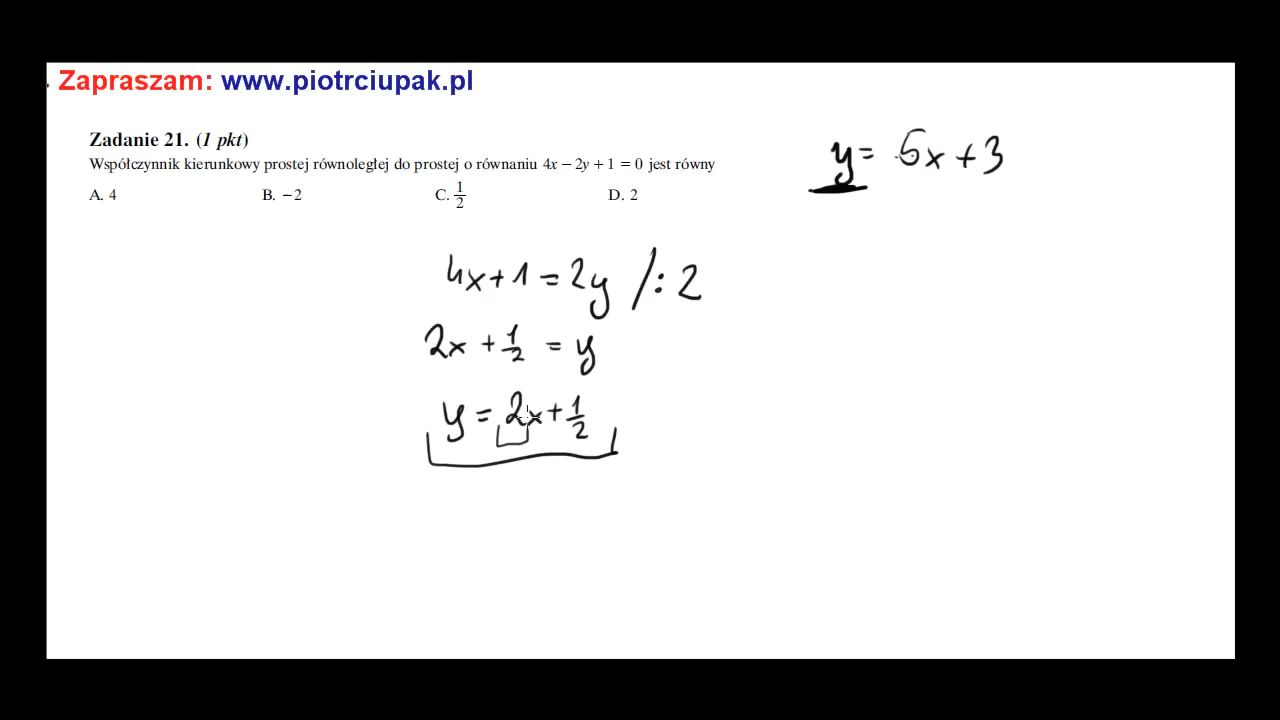 Zapraszam: www.piotrciupak.pl
Zadanie 21. (1 pkt)
Współczynnik kierunkowy prostej równoległej do prostej o równaniu 4x − 2y + 1 = 0 jest równy
A. 4 B. −2 C. 1/2 D. 2
y = 5x + 3
4x + 1 = 2y /: 2
2x + 1/2 = y
y = 2x + 1/2